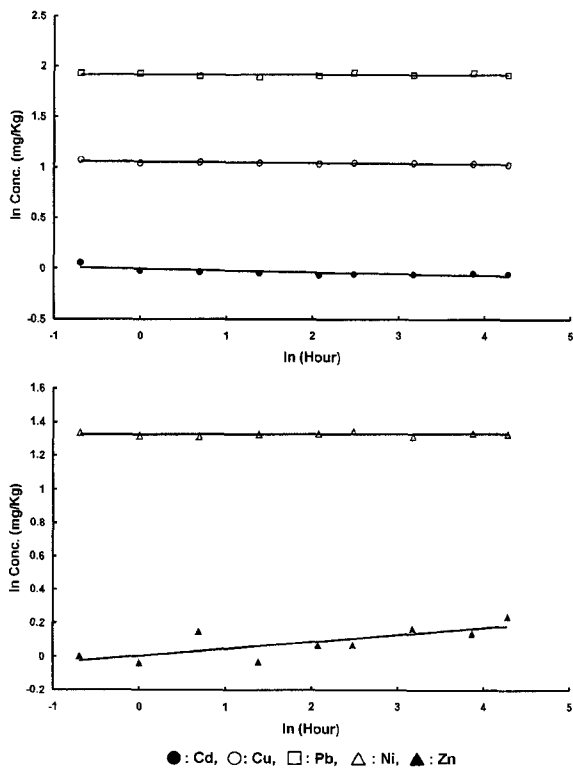 2.5
2
1.5
1
0.5
0
-0.5
ln Conc. (mg/Kg)
-1 0 1 2 3 4 5
ln (Hour)
1.6
1.4
1.2
1
0.8
0.6
0.4
0.2
0
-0.2
ln Conc. (mg/Kg)
-1 0 1 2 3 4 5
ln (Hour)
● : Cd, ○ : Cu, □ : Pb, △ : Ni, ▲ : Zn